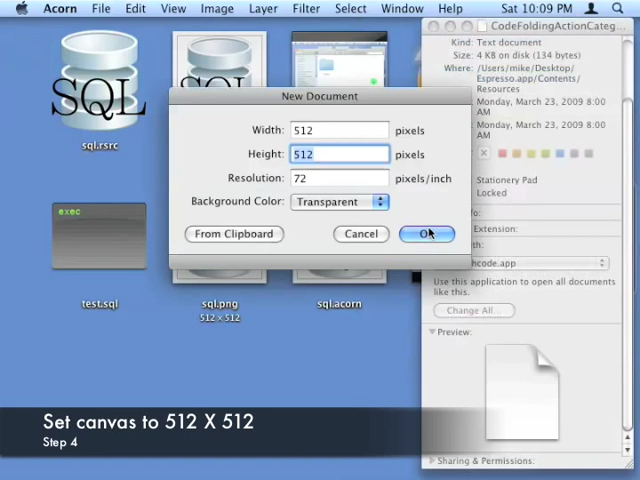 Acorn File Edit Image Layer Filter Select Window Help Sat 10:09 PM
CodeFoldingActionCateg...
Kind: Text document
Size: 4 KB on disk (134 bytes)
Where: /Users/mike/Desktop/
Espresso.app/Contents/
Resources
Monday, March 23, 2009 8:00
AM
Monday, March 23, 2009 8:00
AM
Stationery Pad
Locked
Extension:
hcode.app
Use this application to open all documents
like this.
Change All...
Preview:
Sharing & Permissions:
New Document
Width: 512 pixels
Height: 512 pixels
Resolution: 72 pixels/inch
Background Color: Transparent
From Clipboard Cancel
SQL
sql.rsrc
exec
test.sql
sql.png
512 × 512
sql.acorn
Set canvas to 512 X 512
Step 4